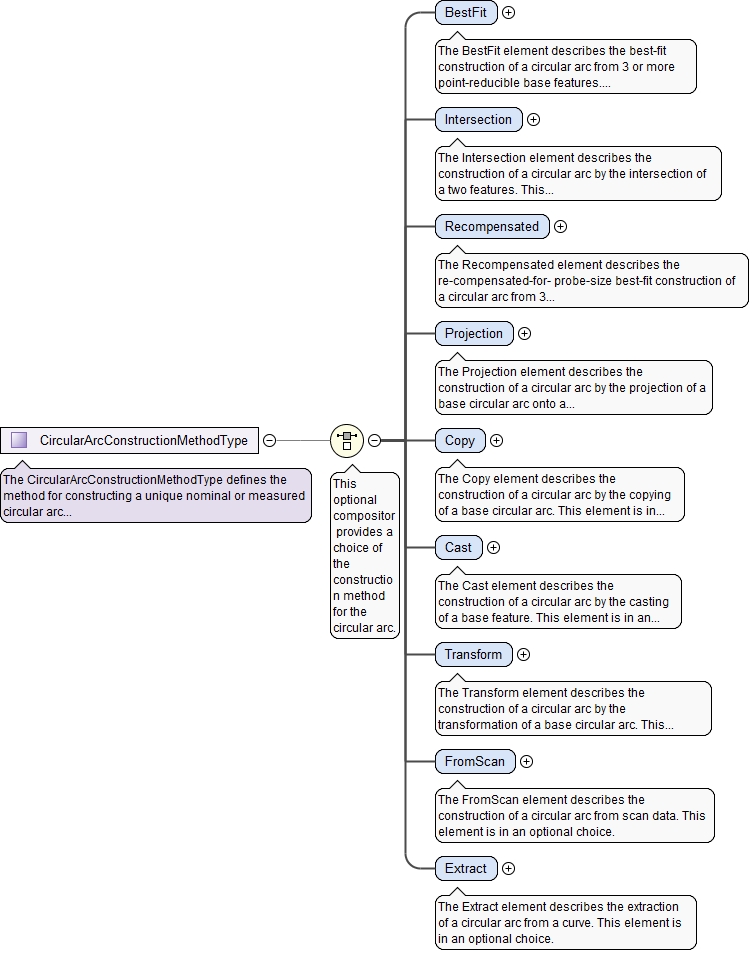 BestFit
The BestFit element describes the best-fit
construction of a circular arc from 3 or more
point-reducible base features....
Intersection
The Intersection element describes the
construction of a circular arc by the intersection of
a two features. This...
Recompensated
The Recompensated element describes the
re-compensated-for- probe-size best-fit construction of
a circular arc from 3...
Projection
The Projection element describes the
construction of a circular arc by the projection of a
base circular arc onto a...
CircularArcConstructionMethodType
The CircularArcConstructionMethodType defines the
method for constructing a unique nominal or measured
circular arc...
This
optional
compositor
provides a
choice of
the
constructio
n method
for the
circular arc.
Copy
The Copy element describes the
construction of a circular arc by the copying
of a base circular arc. This element is in...
Cast
The Cast element describes the
construction of a circular arc by the casting
of a base feature. This element is in an...
Transform
The Transform element describes the
construction of a circular arc by the
transformation of a base circular arc. This...
FromScan
The FromScan element describes the
construction of a circular arc from scan data. This
element is in an optional choice.
Extract
The Extract element describes the extraction
of a circular arc from a curve. This element is
in an optional choice.